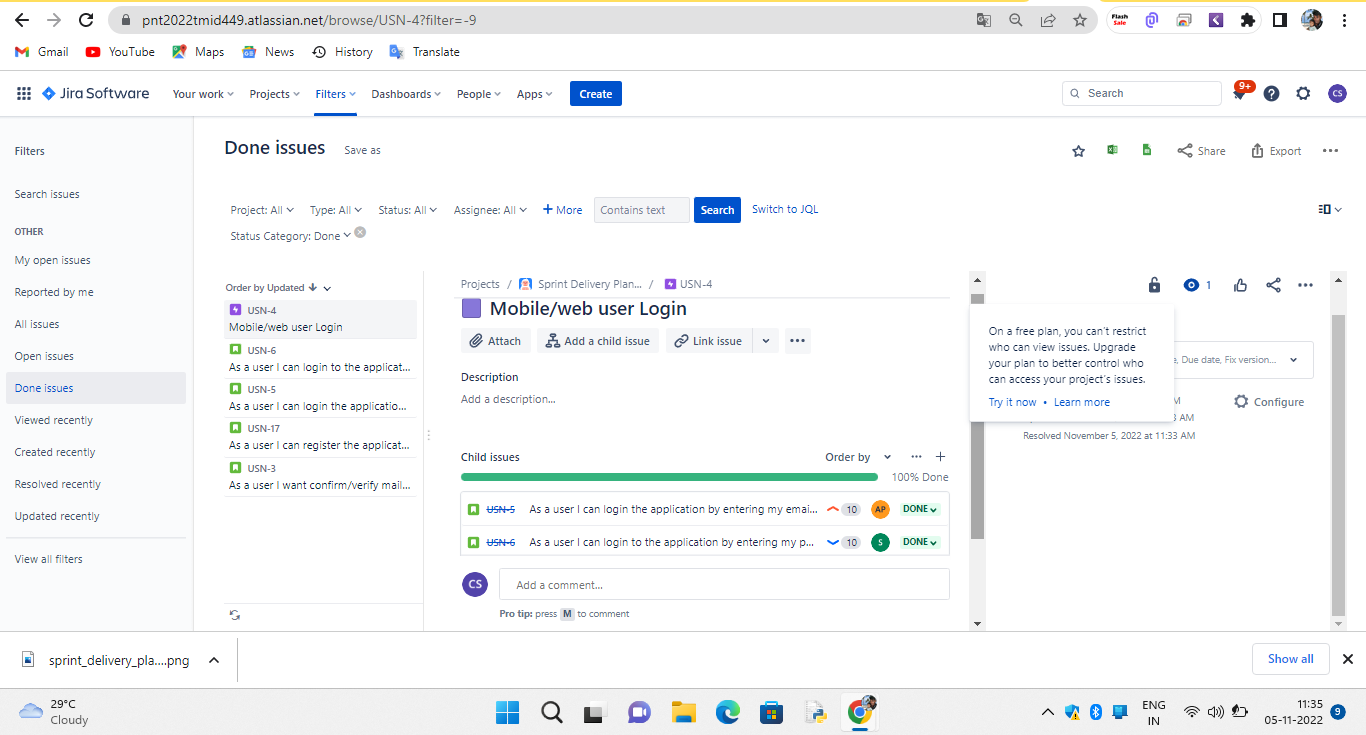 pnt2022tmid449.atlassian.net/browse/USN-4?filter=-9
Flash Sale
Gmail YouTube Maps News History Translate
Jira Software Your work Projects Filters Dashboards People Apps Create Search 9+ CS
Filters
Search issues
OTHER
My open issues
Reported by me
All issues
Open issues
Done issues
Viewed recently
Created recently
Resolved recently
Updated recently
View all filters
Done issues Save as Share Export
Project: All Type: All Status: All Assignee: All + More Contains text Search Switch to JQL
Status Category: Done
Order by Updated
USN-4
Mobile/web user Login
USN-6
As a user I can login to the applicat...
USN-5
As a user I can login the applicatio...
USN-17
As a user I can register the applicat...
USN-3
As a user I want confirm/verify mail...
Projects / Sprint Delivery Plan... / USN-4
Mobile/web user Login
Attach Add a child issue Link issue
Description
Add a description...
Child issues Order by
100% Done
USN-5 As a user I can login the application by entering my emai... 10 AP DONE
USN-6 As a user I can login to the application by entering my p... 10 S DONE
CS Add a comment...
Pro tip: press M to comment
1
On a free plan, you can't restrict
who can view issues. Upgrade
your plan to better control who
can access your project's issues.
Try it now • Learn more
, Due date, Fix version...
M
3 AM
Configure
Resolved November 5, 2022 at 11:33 AM
sprint_delivery_pla....png Show all
29°C
Cloudy
ENG
IN
11:35
05-11-2022
9